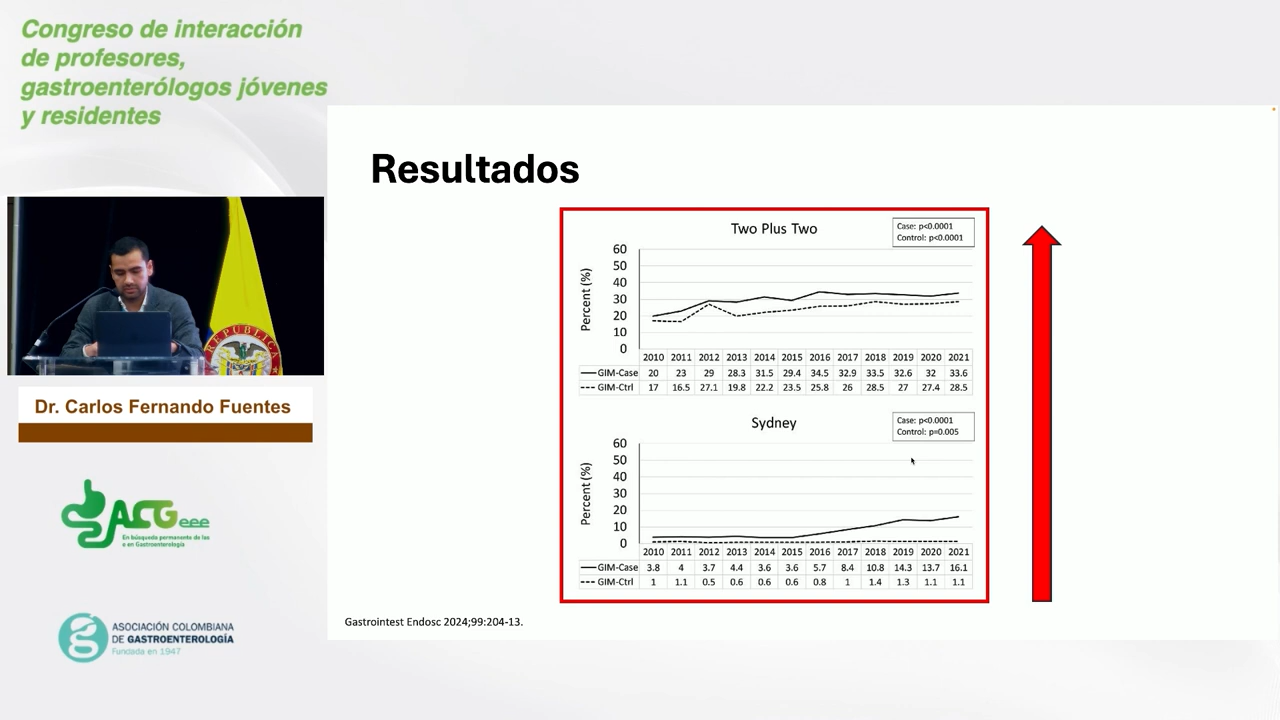 Congreso de interacción
de profesores,
gastroenterólogos jóvenes
y residentes
Resultados
Two Plus Two
Case: p<0.0001
Control: p<0.0001
Percent (%)
60
50
40
30
20
10
0
2010 2011 2012 2013 2014 2015 2016 2017 2018 2019 2020 2021
GIM-Case 20 23 29 28.3 31.5 29.4 34.5 32.9 33.5 32.6 32 33.6
GIM-Ctrl 17 16.5 27.1 19.8 22.2 23.5 25.8 26 28.5 27 27.4 28.5
Sydney
Case: p<0.0001
Control: p=0.005
Percent (%)
60
50
40
30
20
10
0
2010 2011 2012 2013 2014 2015 2016 2017 2018 2019 2020 2021
GIM-Case 3.8 4 3.7 4.4 3.6 3.6 5.7 8.4 10.8 14.3 13.7 16.1
GIM-Ctrl 1 1.1 0.5 0.6 0.6 0.6 0.8 1 1.4 1.3 1.1 1.1
Gastrointest Endosc 2024;99:204-13.
REPÚBLICA
Dr. Carlos Fernando Fuentes
ACGeee
En búsqueda permanente de las
e en Gastroenterología
ASOCIACIÓN COLOMBIANA
DE GASTROENTEROLOGÍA
Fundada en 1947